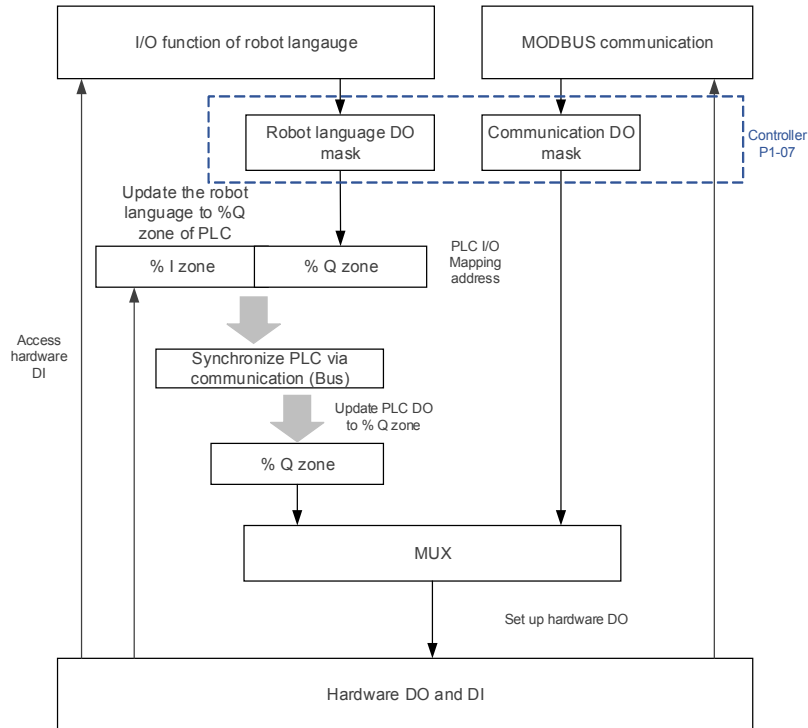 I/O function of robot langauge
MODBUS communication
Robot language DO
mask
Communication DO
mask
Controller
P1-07
Update the robot
language to %Q
zone of PLC
% I zone
% Q zone
PLC I/O
Mapping
address
Access
hardware
DI
Synchronize PLC via
communication (Bus)
Update PLC DO
to % Q zone
% Q zone
MUX
Set up hardware DO
Hardware DO and DI